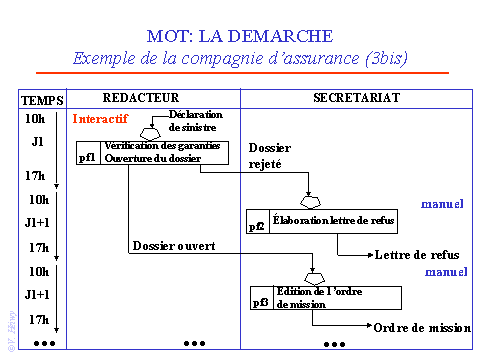 MOT: LA DEMARCHE
Exemple de la compagnie d'assurance (3bis)
TEMPS REDACTEUR SECRETARIAT
10h Interactif Déclaration
de sinistre
J1
Vérification des garanties
pf1 Ouverture du dossier
Dossier
rejeté
17h
10h
manuel
J1+1
pf2 Élaboration lettre de refus
17h Dossier ouvert
Lettre de refus
10h
manuel
J1+1
Edition de l'ordre
pf3 de mission
17h
Ordre de mission
••• ••• •••